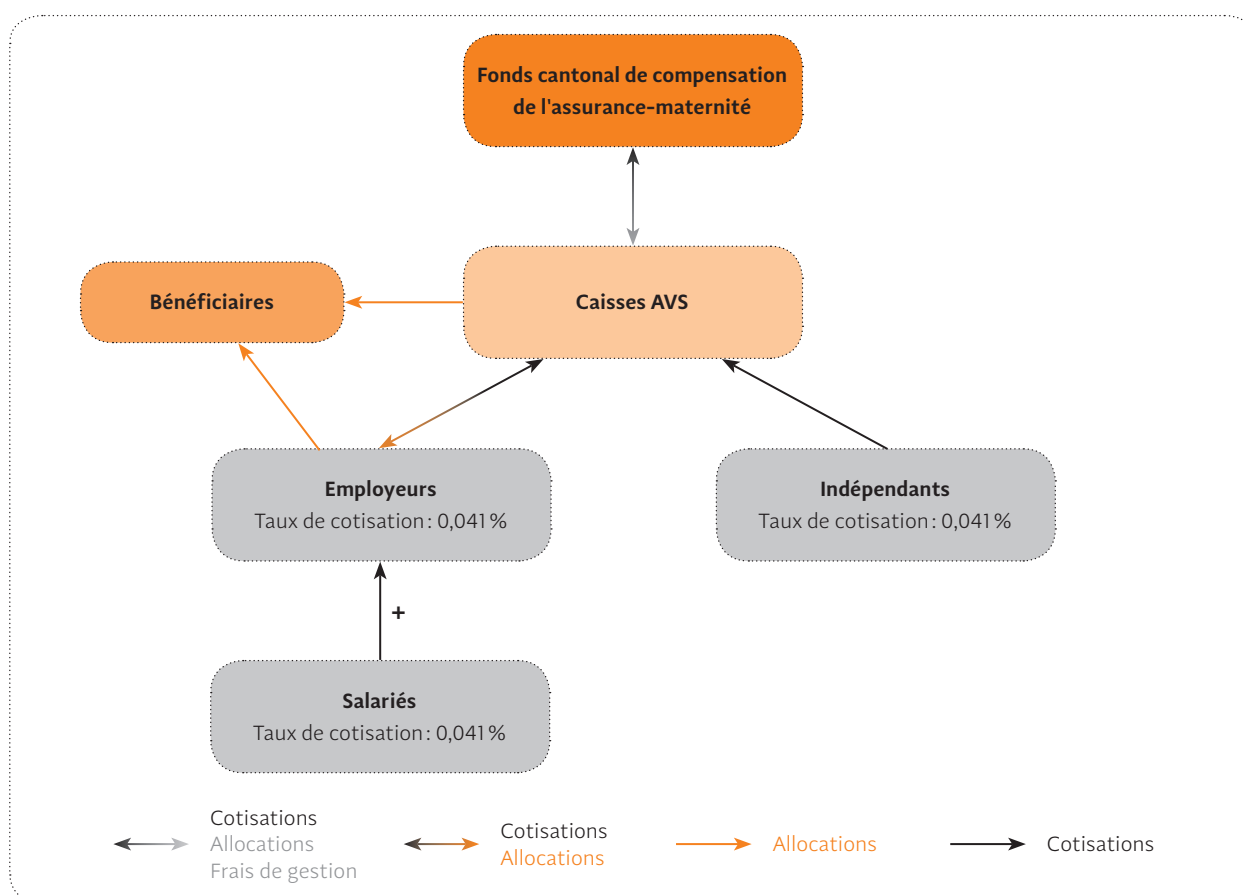 Fonds cantonal de compensation
de l'assurance-maternité
Bénéficiaires
Caisses AVS
Employeurs
Taux de cotisation : 0,041 %
Indépendants
Taux de cotisation : 0,041 %
+
Salariés
Taux de cotisation : 0,041 %
Cotisations
Allocations
Frais de gestion
Cotisations
Allocations
Allocations
Cotisations